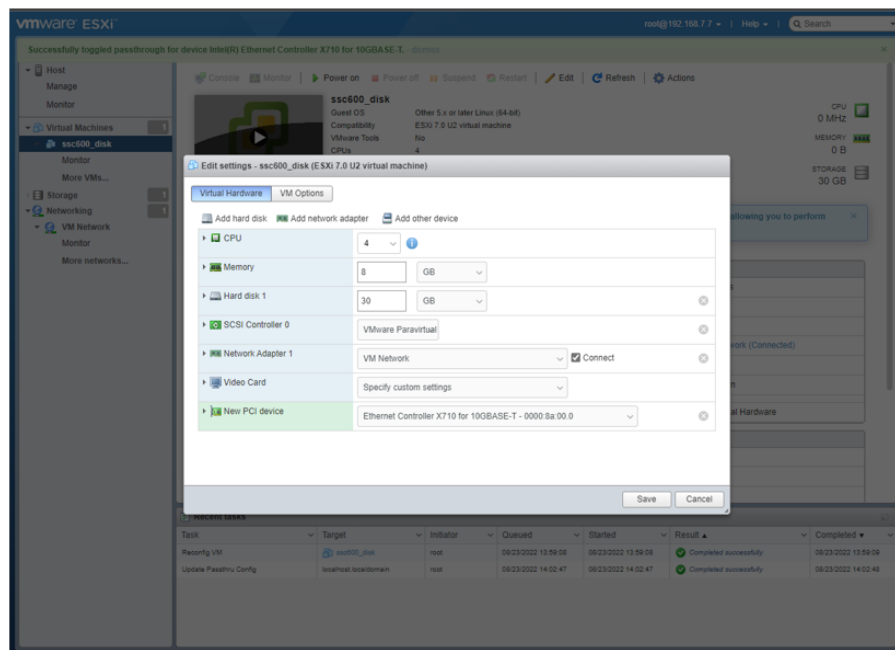 vmware ESXi
root@192.168.7.7
Help
Search
Successfully toggled passthrough for device Intel(R) Ethernet Controller X710 for 10GBASE-T. - dismiss
Host
Manage
Monitor
Virtual Machines 1
ssc600_disk
Monitor
More VMs...
Storage 1
Networking 1
VM Network
Monitor
More networks...
Console Monitor Power on Power off Suspend Restart Edit Refresh Actions
ssc600_disk
Guest OS Other 5.x or later Linux (64-bit)
Compatibility ESXi 7.0 U2 virtual machine
VMware Tools No
CPUs 4
CPU
0 MHz
MEMORY
0 B
STORAGE
30 GB
allowing you to perform
(Connected)
al Hardware
Edit settings - ssc600_disk (ESXi 7.0 U2 virtual machine)
Virtual Hardware VM Options
Add hard disk Add network adapter Add other device
CPU 4
Memory 8 GB
Hard disk 1 30 GB
SCSI Controller 0 VMware Paravirtual
Network Adapter 1 VM Network Connect
Video Card Specify custom settings
New PCI device Ethernet Controller X710 for 10GBASE-T - 0000:8a:00.0
Save Cancel
Recent tasks
Task Target Initiator Queued Started Result Completed
Reconfig VM ssc600_disk root 08/23/2022 13:59:08 08/23/2022 13:59:08 Completed successfully 08/23/2022 13:59:09
Update Passthru Config localhost.localdomain root 08/23/2022 14:02:47 08/23/2022 14:02:47 Completed successfully 08/23/2022 14:02:48